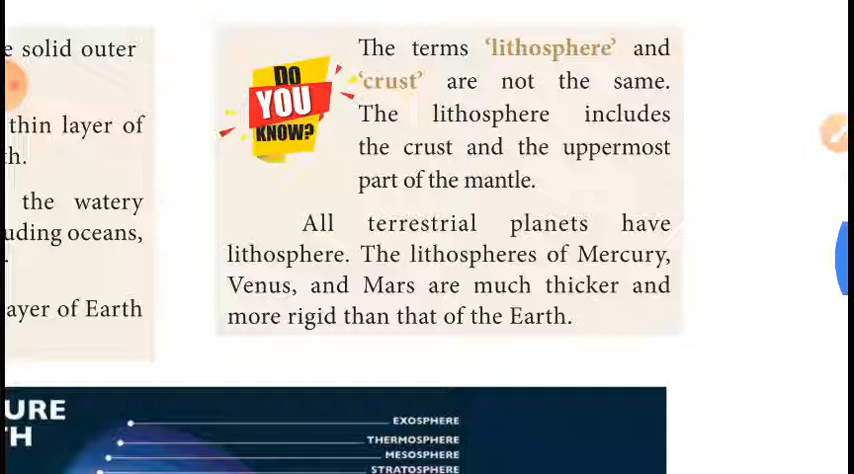 e solid outer
thin layer of
th.
the watery
uding oceans,
ayer of Earth
DO
YOU
KNOW?
The terms ‘lithosphere’ and
‘crust’ are not the same.
The lithosphere includes
the crust and the uppermost
part of the mantle.
All terrestrial planets have
lithosphere. The lithospheres of Mercury,
Venus, and Mars are much thicker and
more rigid than that of the Earth.
URE
TH
EXOSPHERE
THERMOSPHERE
MESOSPHERE
STRATOSPHERE